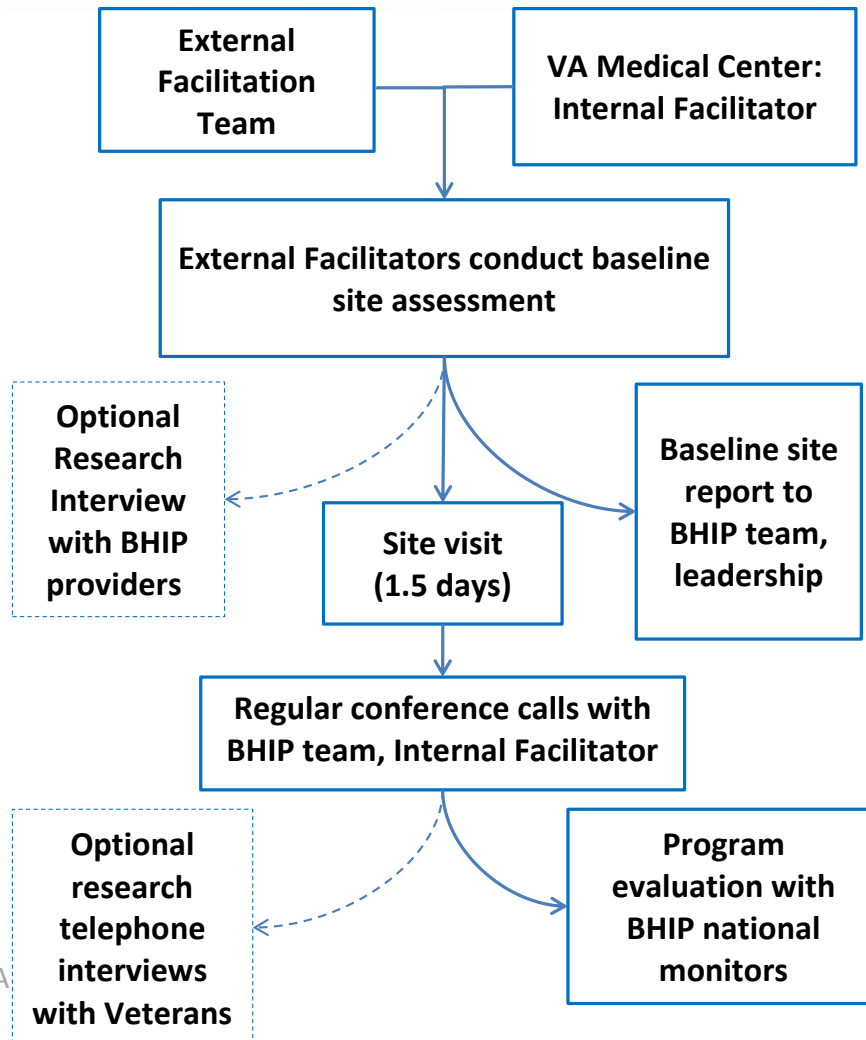 External
Facilitation
Team
VA Medical Center:
Internal Facilitator
External Facilitators conduct baseline
site assessment
Optional
Research
Interview
with BHIP
providers
Site visit
(1.5 days)
Baseline site
report to
BHIP team,
leadership
Regular conference calls with
BHIP team, Internal Facilitator
Optional
research
telephone
interviews
with Veterans
Program
evaluation with
BHIP national
monitors
A